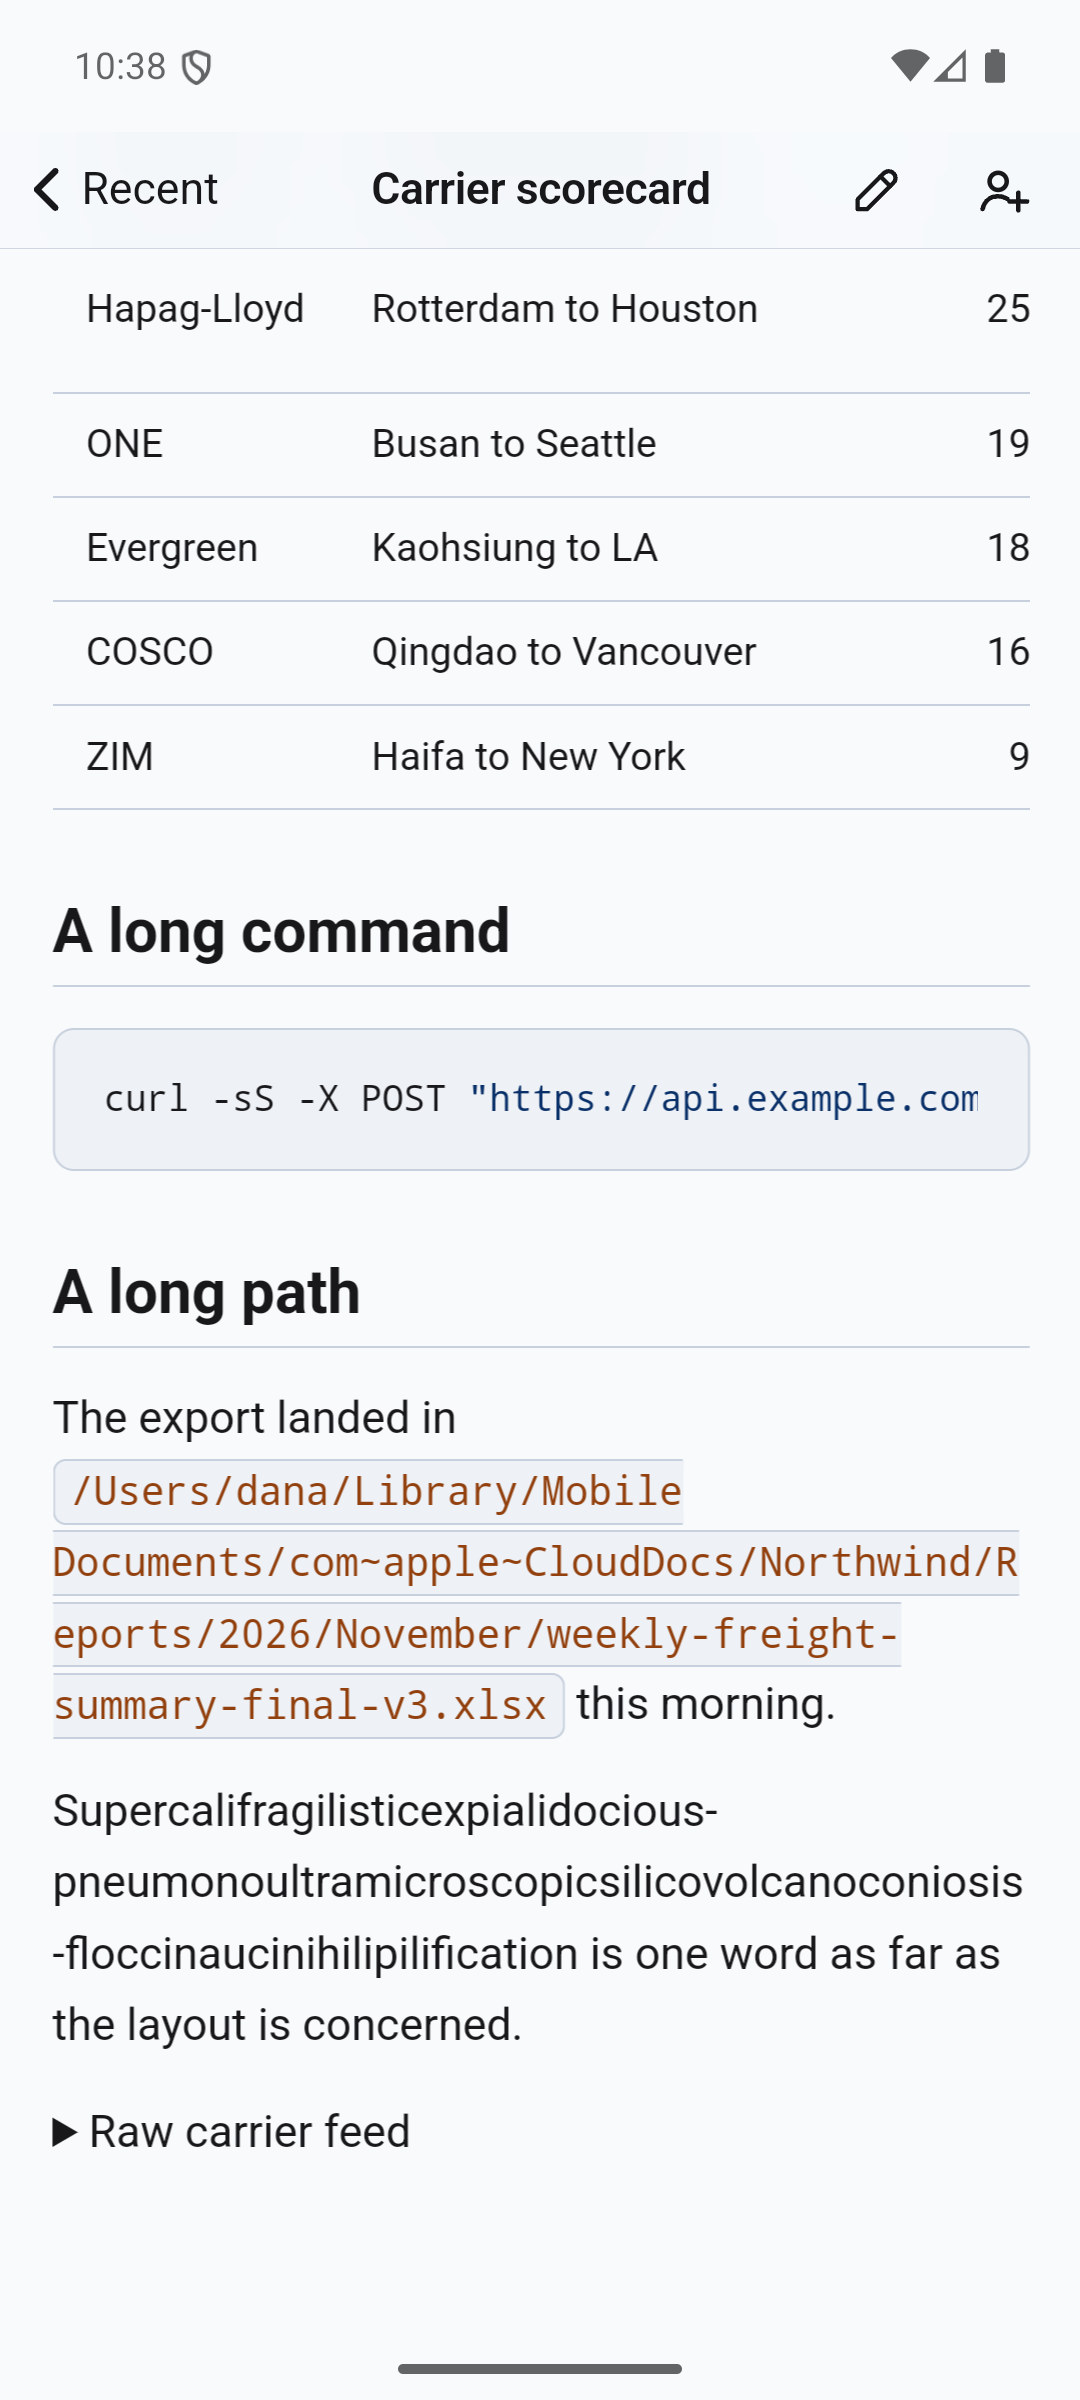 10:38
Recent Carrier scorecard
Hapag-Lloyd Rotterdam to Houston 25
ONE Busan to Seattle 19
Evergreen Kaohsiung to LA 18
COSCO Qingdao to Vancouver 16
ZIM Haifa to New York 9
A long command
curl -sS -X POST "https://api.example.com
A long path
The export landed in
/Users/dana/Library/Mobile
Documents/com~apple~CloudDocs/Northwind/R
eports/2026/November/weekly-freight-
summary-final-v3.xlsx this morning.
Supercalifragilisticexpialidocious-
pneumonoultramicroscopicsilicovolcanoconiosis
-floccinaucinihilipilification is one word as far as
the layout is concerned.
▶ Raw carrier feed